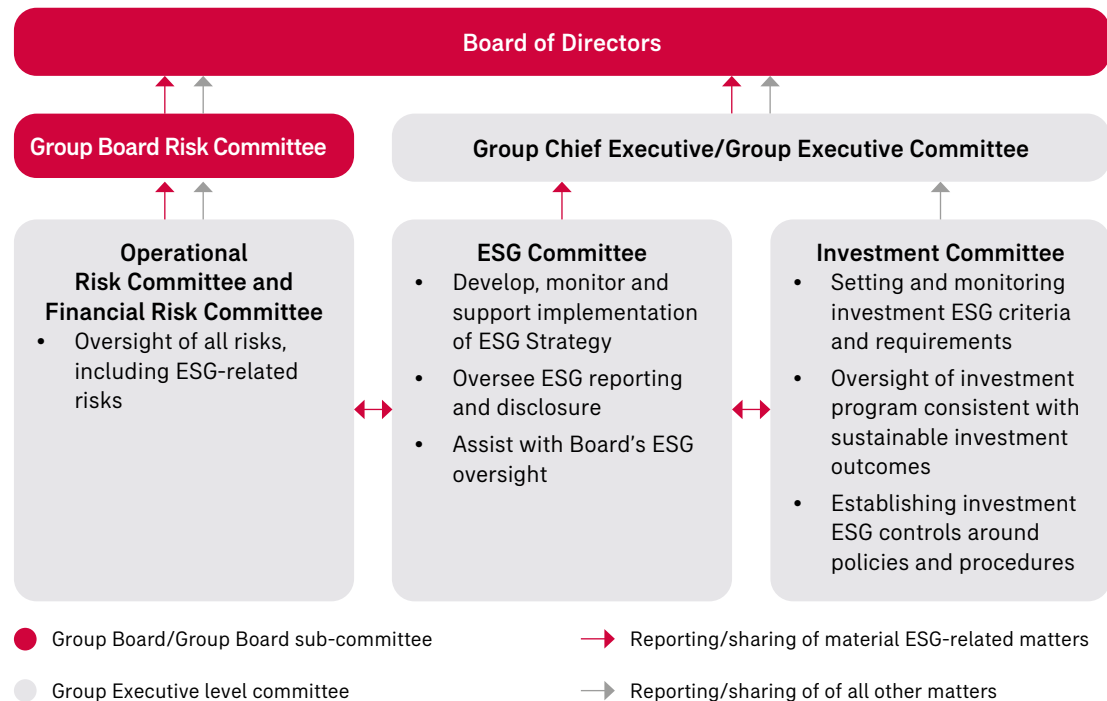 Board of Directors
Group Board Risk Committee
Group Chief Executive/Group Executive Committee
Operational
Risk Committee and
Financial Risk Committee
• Oversight of all risks,
including ESG-related
risks
ESG Committee
• Develop, monitor and
support implementation
of ESG Strategy
• Oversee ESG reporting
and disclosure
• Assist with Board’s ESG
oversight
Investment Committee
• Setting and monitoring
investment ESG criteria
and requirements
• Oversight of investment
program consistent with
sustainable investment
outcomes
• Establishing investment
ESG controls around
policies and procedures
Group Board/Group Board sub-committee
Reporting/sharing of material ESG-related matters
Group Executive level committee
Reporting/sharing of of all other matters